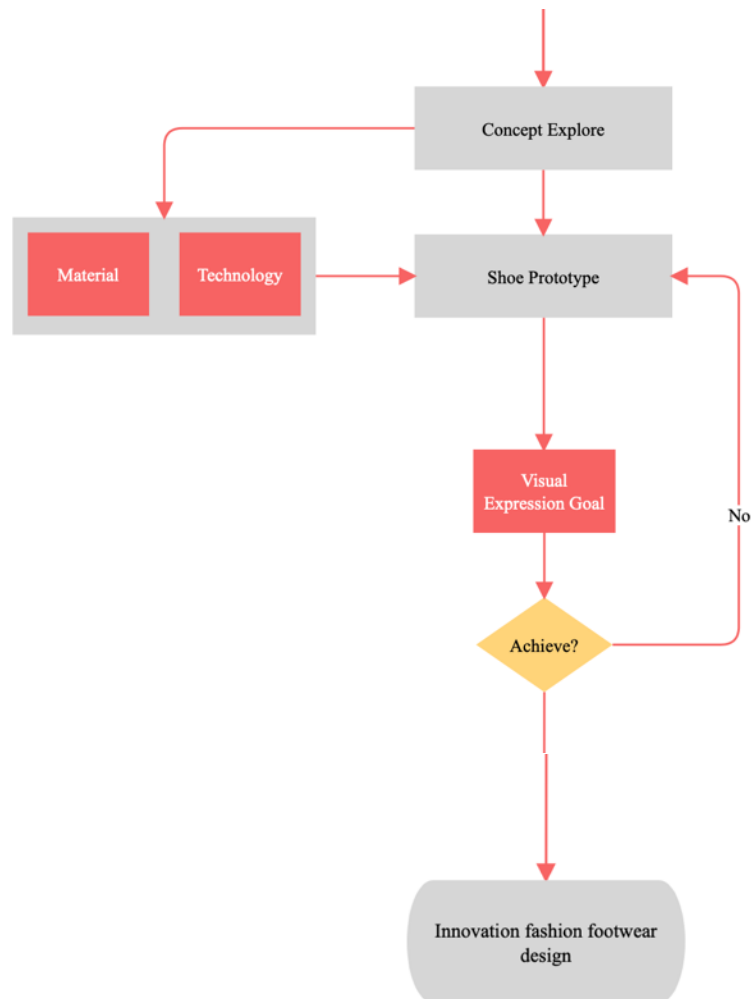 Concept Explore
Material
Technology
Shoe Prototype
Visual
Expression Goal
No
Achieve?
Innovation fashion footwear
design